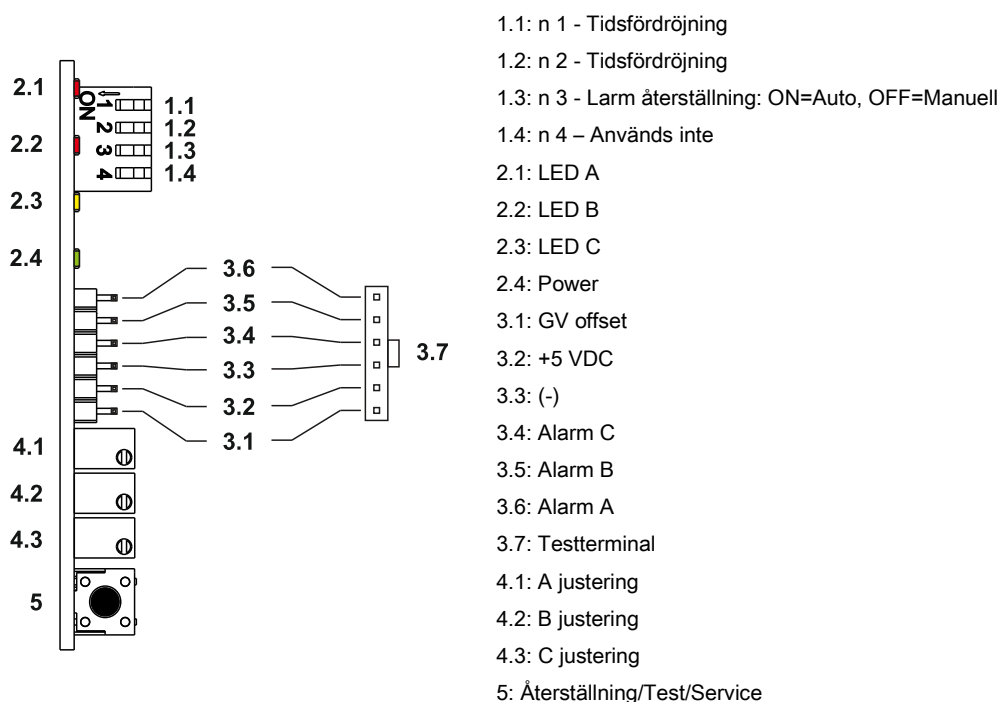 2.1
2.2
2.3
2.4
ON
1
2
3
4
1.1
1.2
1.3
1.4
3.6
3.5
3.4
3.3
3.2
3.1
3.7
4.1
4.2
4.3
5
1.1: n 1 - Tidsfördröjning
1.2: n 2 - Tidsfördröjning
1.3: n 3 - Larm återställning: ON=Auto, OFF=Manuell
1.4: n 4 – Används inte
2.1: LED A
2.2: LED B
2.3: LED C
2.4: Power
3.1: GV offset
3.2: +5 VDC
3.3: (-)
3.4: Alarm C
3.5: Alarm B
3.6: Alarm A
3.7: Testterminal
4.1: A justering
4.2: B justering
4.3: C justering
5: Återställning/Test/Service